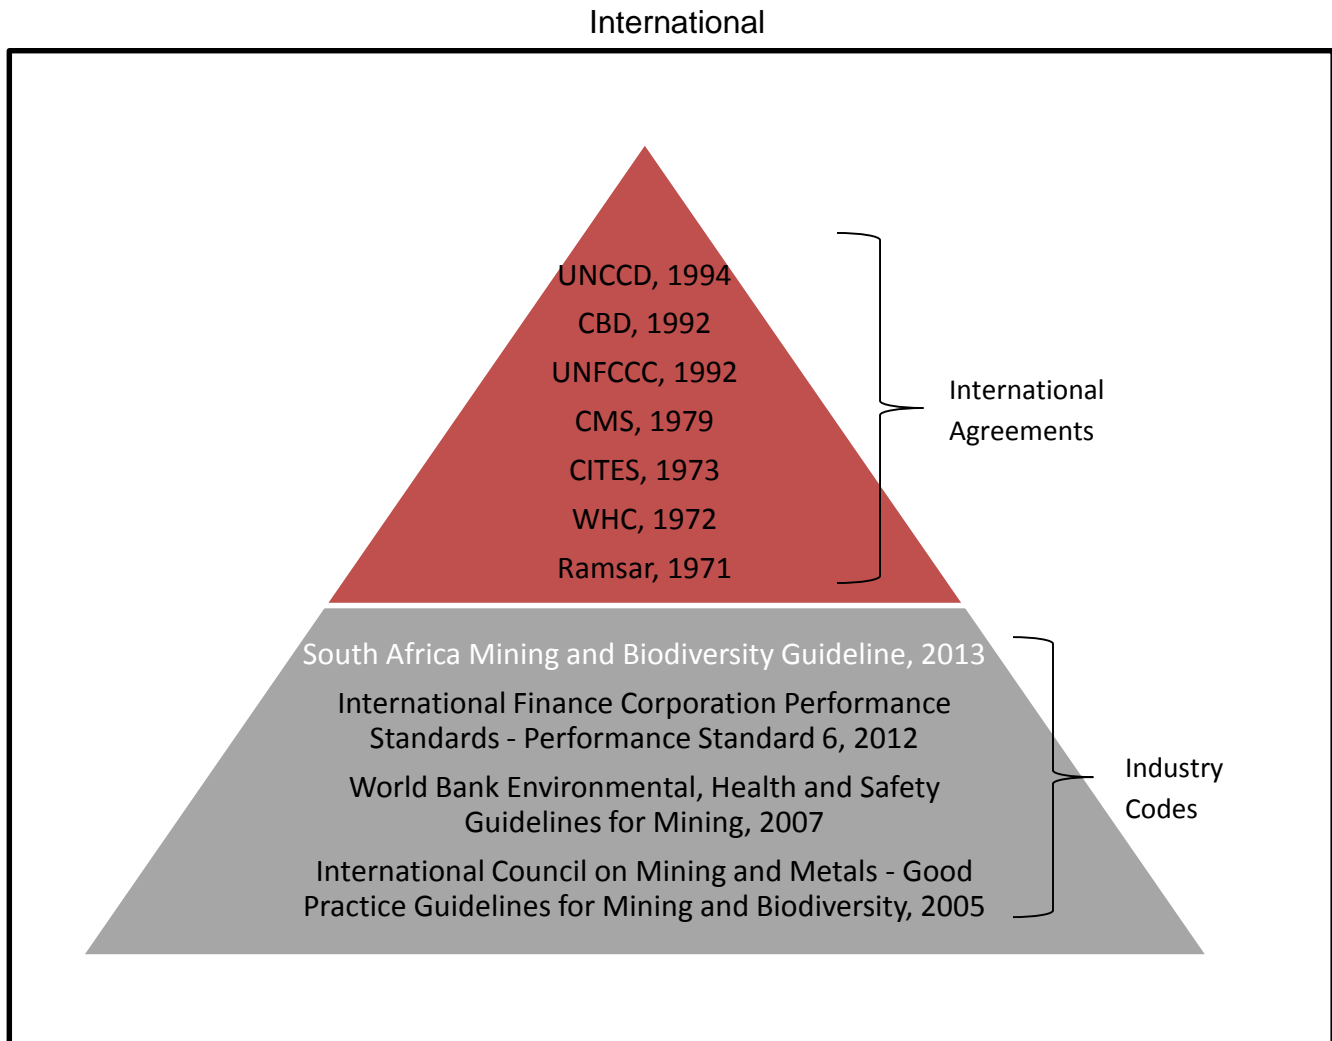 International
UNCCD, 1994
CBD, 1992
UNFCCC, 1992
CMS, 1979
CITES, 1973
WHC, 1972
Ramsar, 1971
International
Agreements
South Africa Mining and Biodiversity Guideline, 2013
International Finance Corporation Performance
Standards - Performance Standard 6, 2012
World Bank Environmental, Health and Safety
Guidelines for Mining, 2007
International Council on Mining and Metals - Good
Practice Guidelines for Mining and Biodiversity, 2005
Industry
Codes